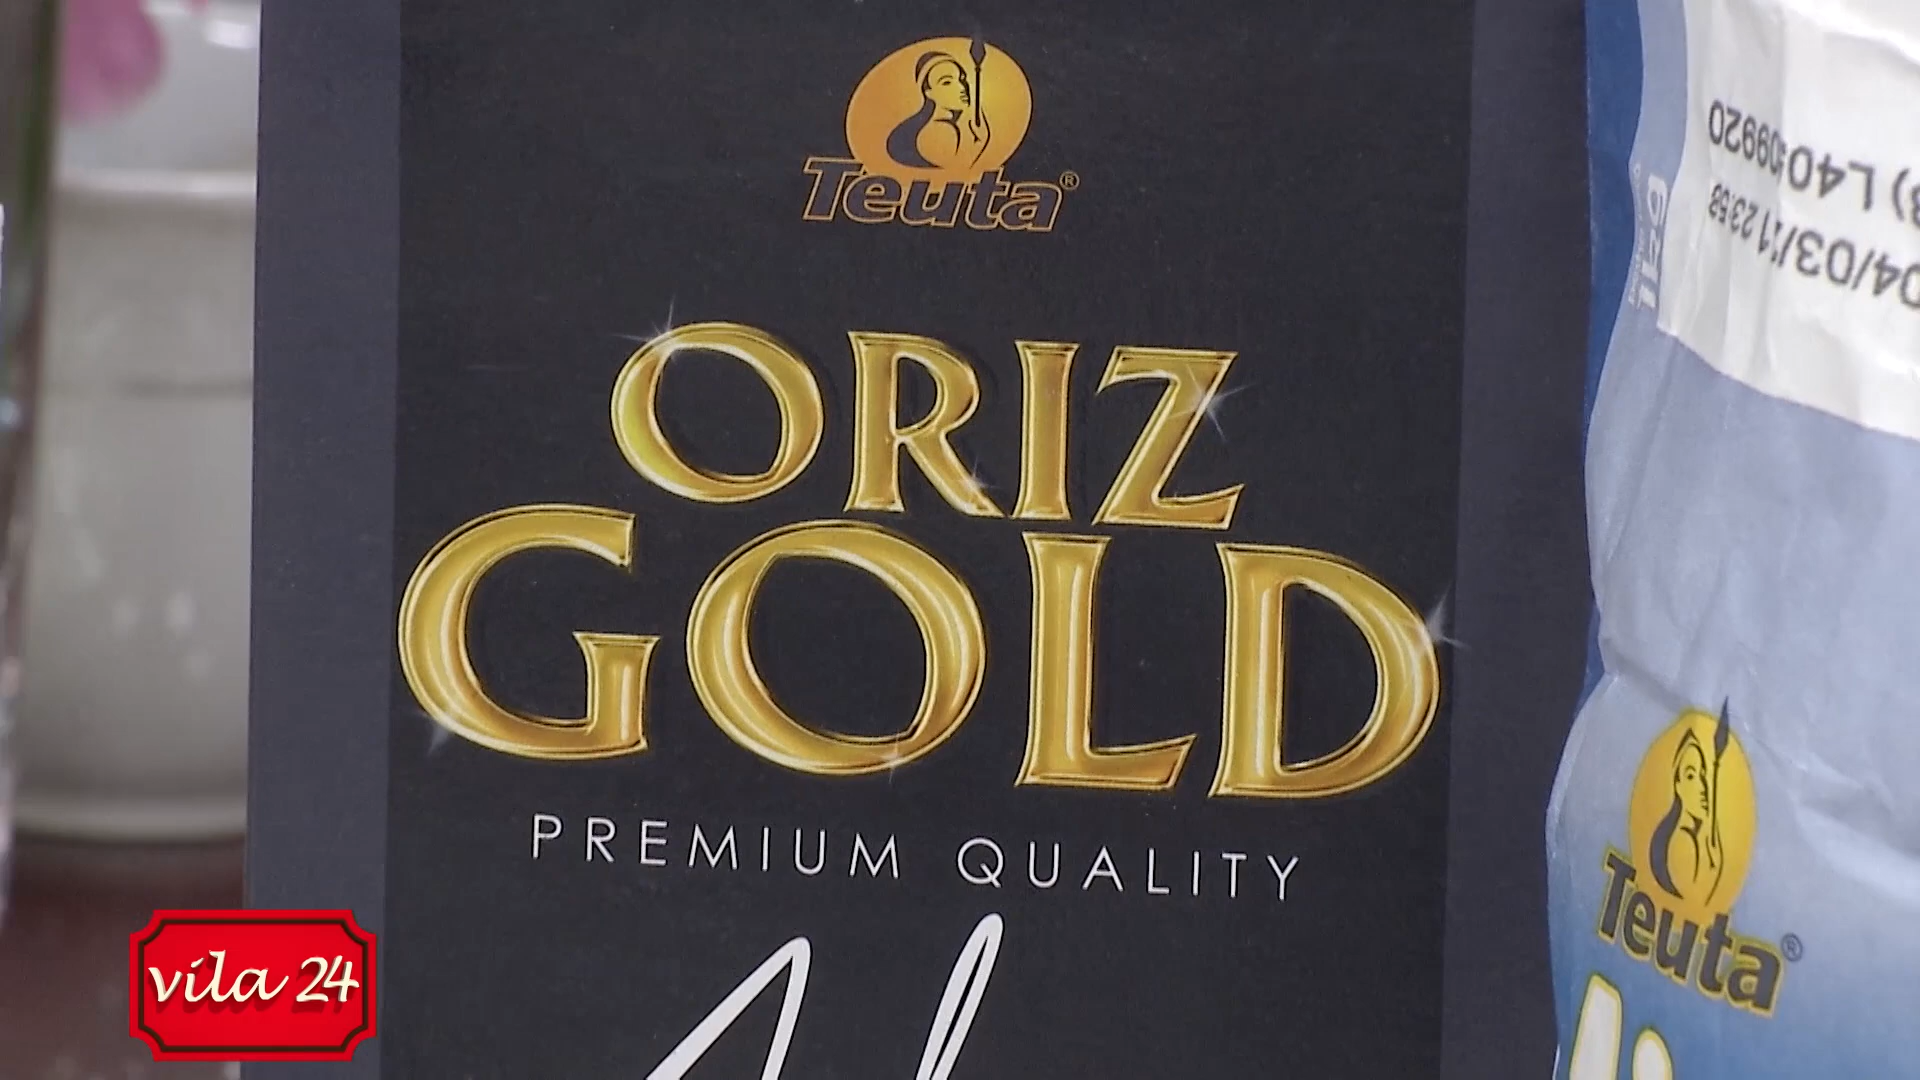 Teuta®
ORIZ
GOLD
PREMIUM QUALITY
vila 24
Teuta®